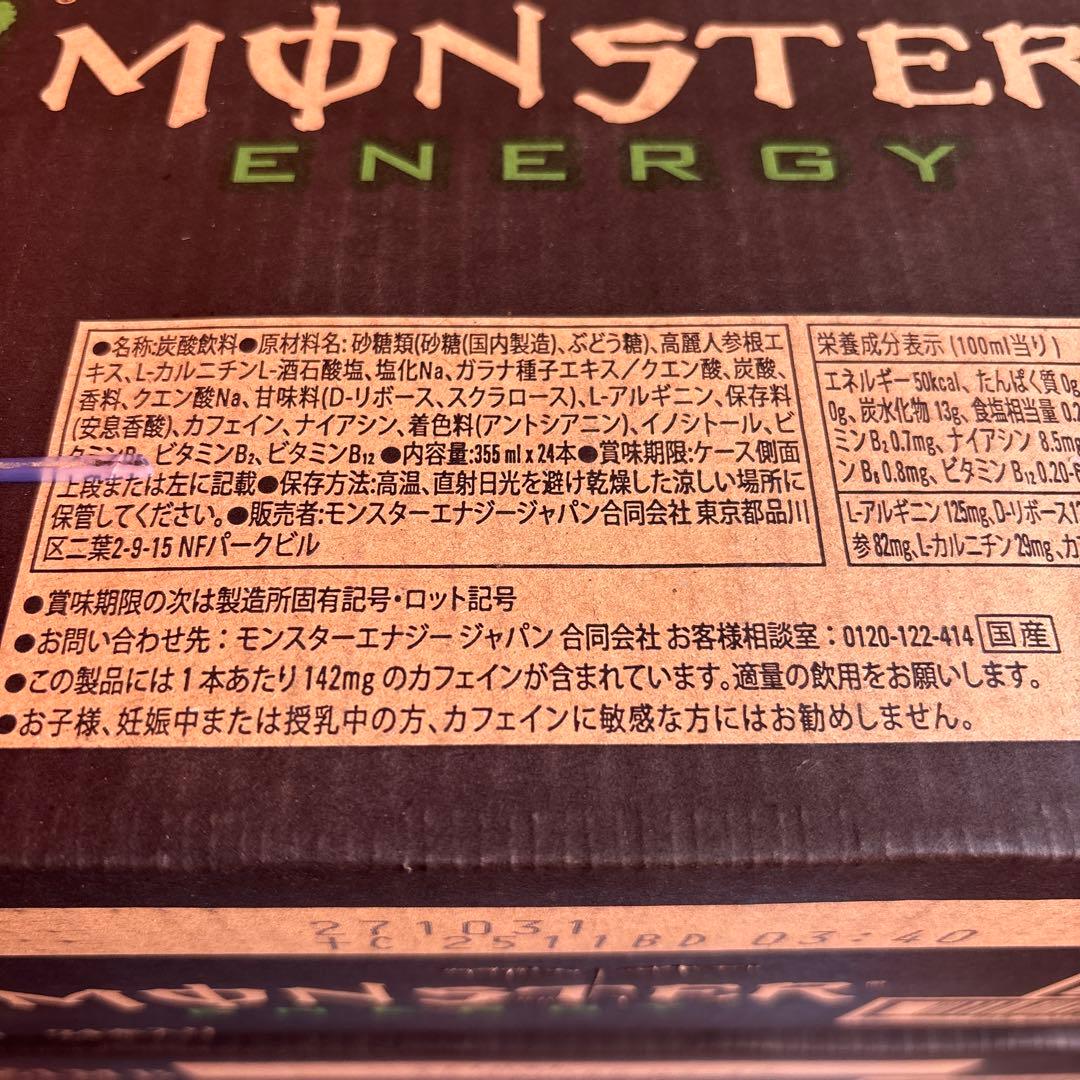 MONSTER
ENERGY
●名称:炭酸飲料●原材料名:砂糖類(砂糖(国内製造)、ぶどう糖)、高麗人参根エ
キス、L-カルニチンL-酒石酸塩、塩化Na、ガラナ種子エキス／クエン酸、炭酸、
香料、クエン酸Na、甘味料(D-リボース、スクラロース)、L-アルギニン、保存料
(安息香酸)、カフェイン、ナイアシン、着色料(アントシアニン)、イノシトール、ビ
ビタミンB₂、ビタミンB₁₂ ●内容量:355 ml x 24本●賞味期限:ケース側面
上段または左に記載●保存方法:高温、直射日光を避け乾燥した涼しい場所に
保管してください。●販売者:モンスターエナジージャパン合同会社 東京都品川
区二葉2-9-15 NFパークビル
栄養成分表示 (100ml当り)
エネルギー 50kcal、たんぱく質 0g
0g、炭水化物 13g、食塩相当量
ミンB₂ 0.7mg、ナイアシン 8.5mg
ンB₆ 0.8mg、ビタミンB₁₂ 0.20-
L-アルギニン 125mg、D-リボース
参 82mg、L-カルニチン 29mg、カ
●賞味期限の次は製造所固有記号・ロット記号
●お問い合わせ先：モンスターエナジー ジャパン 合同会社 お客様相談室：0120-122-414 国産
●この製品には1本あたり142mg のカフェインが含まれています。適量の飲用をお願いします。
●お子様、妊娠中または授乳中の方、カフェインに敏感な方にはお勧めしません。
271031
TC 2511BD 03:40
MONSTER